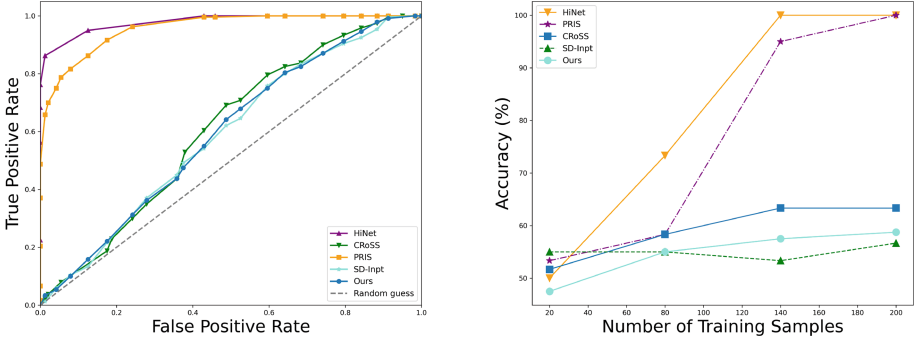 1.0
0.8
0.6
0.4
0.2
0.0
0.0 0.2 0.4 0.6 0.8 1.0
True Positive Rate
False Positive Rate
HiNet
CRoSS
PRIS
SD-Inpt
Ours
Random guess
100
90
80
70
60
50
20 40 60 80 100 120 140 160 180 200
Accuracy (%)
Number of Training Samples
HiNet
PRIS
CRoSS
SD-Inpt
Ours